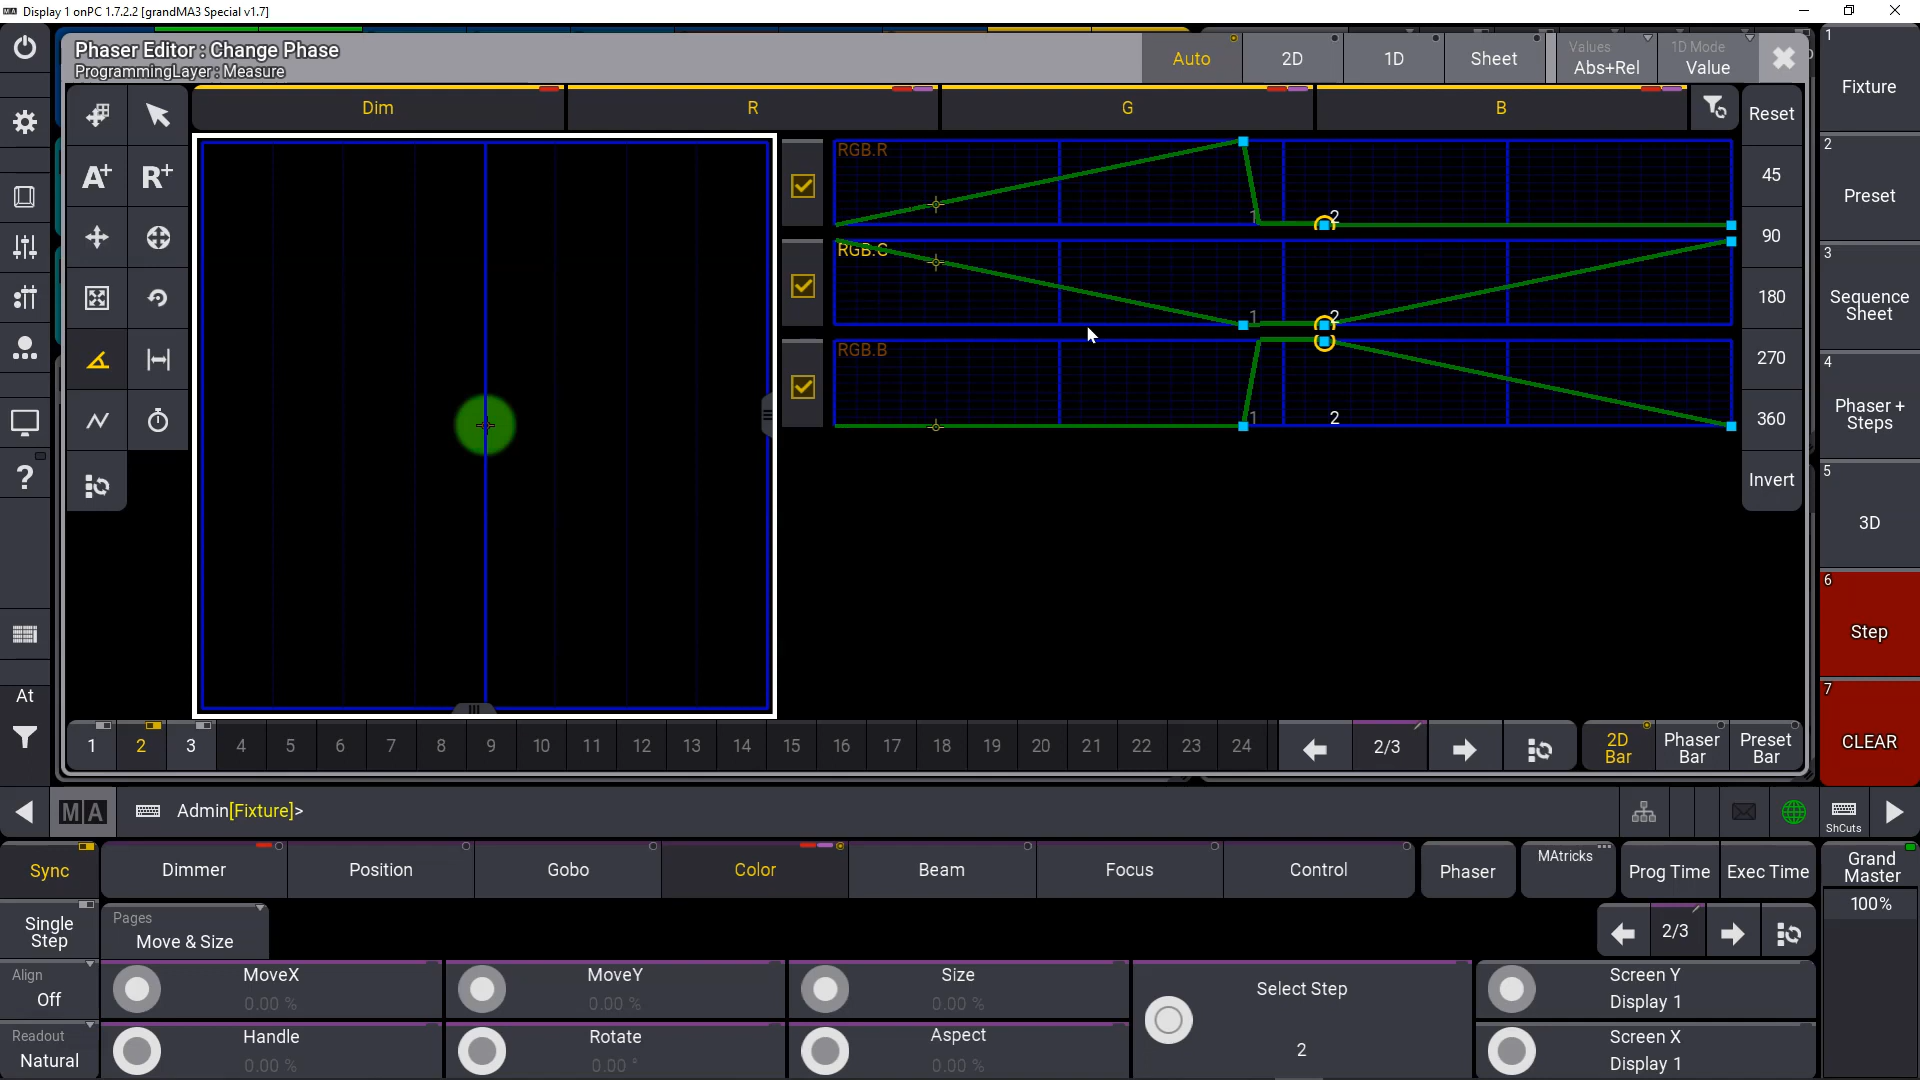 Display 1 onPC 1.7.2.2 [grandMA3 Special v1.7]
Phaser Editor : Change Phase
ProgrammingLayer : Measure
Auto
2D
1D
Sheet
Values
Abs+Rel
1D Mode
Value
Dim
R
G
B
Reset
45
90
180
270
360
Invert
A+
R+
RGB.R
1
2
RGB.G
1
2
RGB.B
1
2
?
At
1 2 3 4 5 6 7 8 9 10 11 12 13 14 15 16 17 18 19 20 21 22 23 24
2/3
2D
Bar
Phaser
Bar
Preset
Bar
1
Fixture
2
Preset
3
Sequence
Sheet
4
Phaser +
Steps
5
3D
6
Step
7
CLEAR
MA
Admin[Fixture]>
ShCuts
Sync
Dimmer
Position
Gobo
Color
Beam
Focus
Control
Phaser
MAtricks
Prog Time
Exec Time
Grand
Master
100%
Single
Step
Pages
Move & Size
2/3
Align
Off
MoveX
0.00 %
MoveY
0.00 %
Size
0.00 %
Select Step
2
Screen Y
Display 1
Readout
Natural
Handle
Rotate
0.00 °
Aspect
0.00 %
Screen X
Display 1